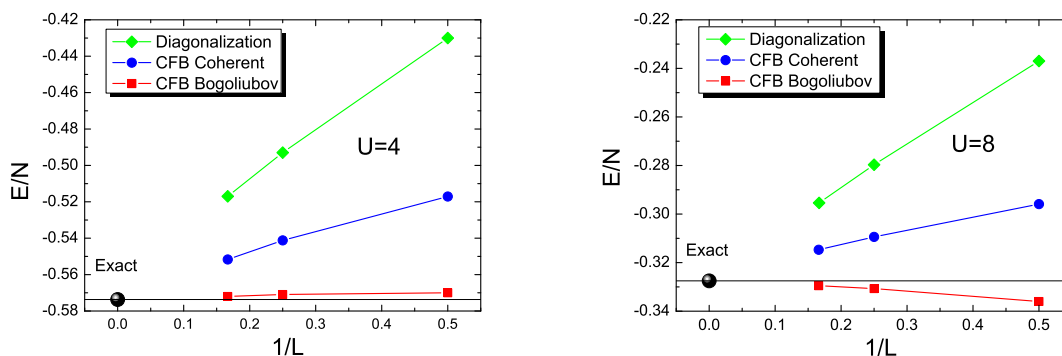 -0.42
-0.44
-0.46
-0.48
-0.50
-0.52
-0.54
-0.56
-0.58
E/N
Diagonalization
CFB Coherent
CFB Bogoliubov
U=4
Exact
0.0 0.1 0.2 0.3 0.4 0.5
1/L
-0.22
-0.24
-0.26
-0.28
-0.30
-0.32
-0.34
E/N
Diagonalization
CFB Coherent
CFB Bogoliubov
U=8
Exact
0.0 0.1 0.2 0.3 0.4 0.5
1/L